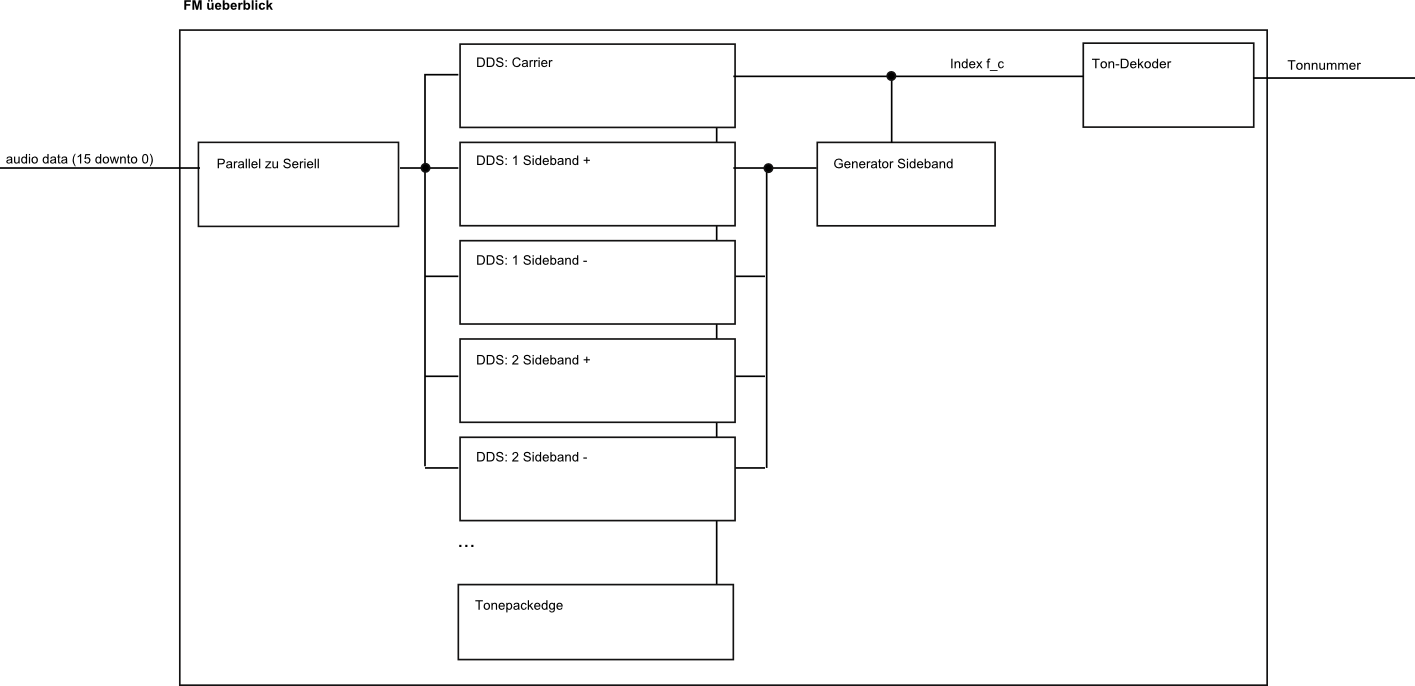 FM üeberblick
DDS: Carrier
Index f_c
Ton-Dekoder
Tonnummer
audio data (15 downto 0)
Parallel zu Seriell
DDS: 1 Sideband +
Generator Sideband
DDS: 1 Sideband -
DDS: 2 Sideband +
DDS: 2 Sideband -
...
Tonepackedge